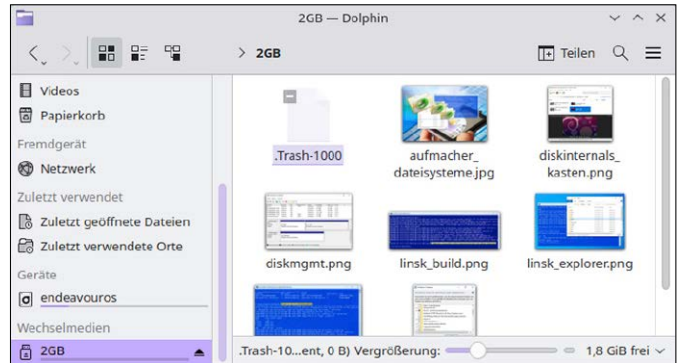 2GB — Dolphin
> 2GB
Teilen
Videos
Papierkorb
Fremdgerät
Netzwerk
Zuletzt verwendet
Zuletzt geöffnete Dateien
Zuletzt verwendete Orte
Geräte
endeavouros
Wechselmedien
2GB
.Trash-1000
aufmacher_
dateisysteme.jpg
diskinternals_
kasten.png
diskmgmt.png
linsk_build.png
linsk_explorer.png
.Trash-10...ent, 0 B) Vergrößerung:
1,8 GiB frei